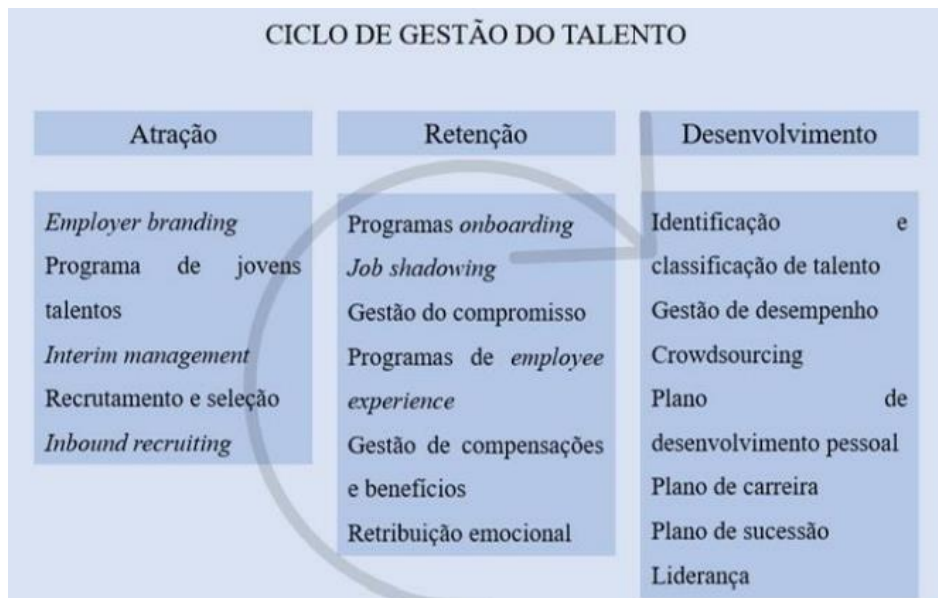 CICLO DE GESTÃO DO TALENTO
Atração
Employer branding
Programa de jovens
talentos
Interim management
Recrutamento e seleção
Inbound recruiting
Retenção
Programas onboarding
Job shadowing
Gestão do compromisso
Programas de employee
experience
Gestão de compensações
e benefícios
Retribuição emocional
Desenvolvimento
Identificação e
classificação de talento
Gestão de desempenho
Crowdsourcing
Plano de
desenvolvimento pessoal
Plano de carreira
Plano de sucessão
Liderança